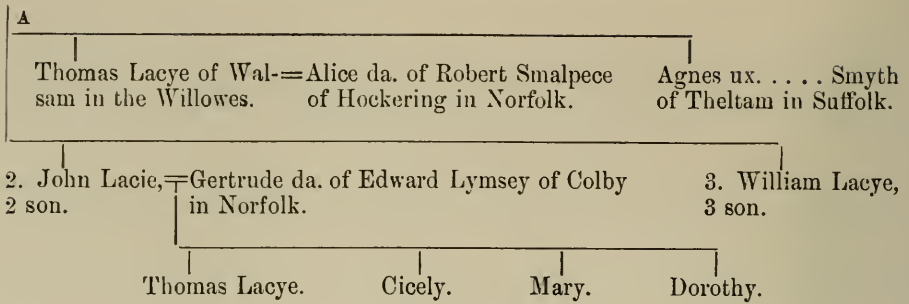 A
Thomas Lacye of Wal-=Alice da. of Robert Smalpece
sam in the Willowes. of Hockering in Norfolk.
Agnes ux. . . . . Smyth
of Theltam in Suffolk.
2. John Lacie,=Gertrude da. of Edward Lymsey of Colby
2 son. in Norfolk.
3. William Lacye,
3 son.
Thomas Lacye. Cicely. Mary. Dorothy.